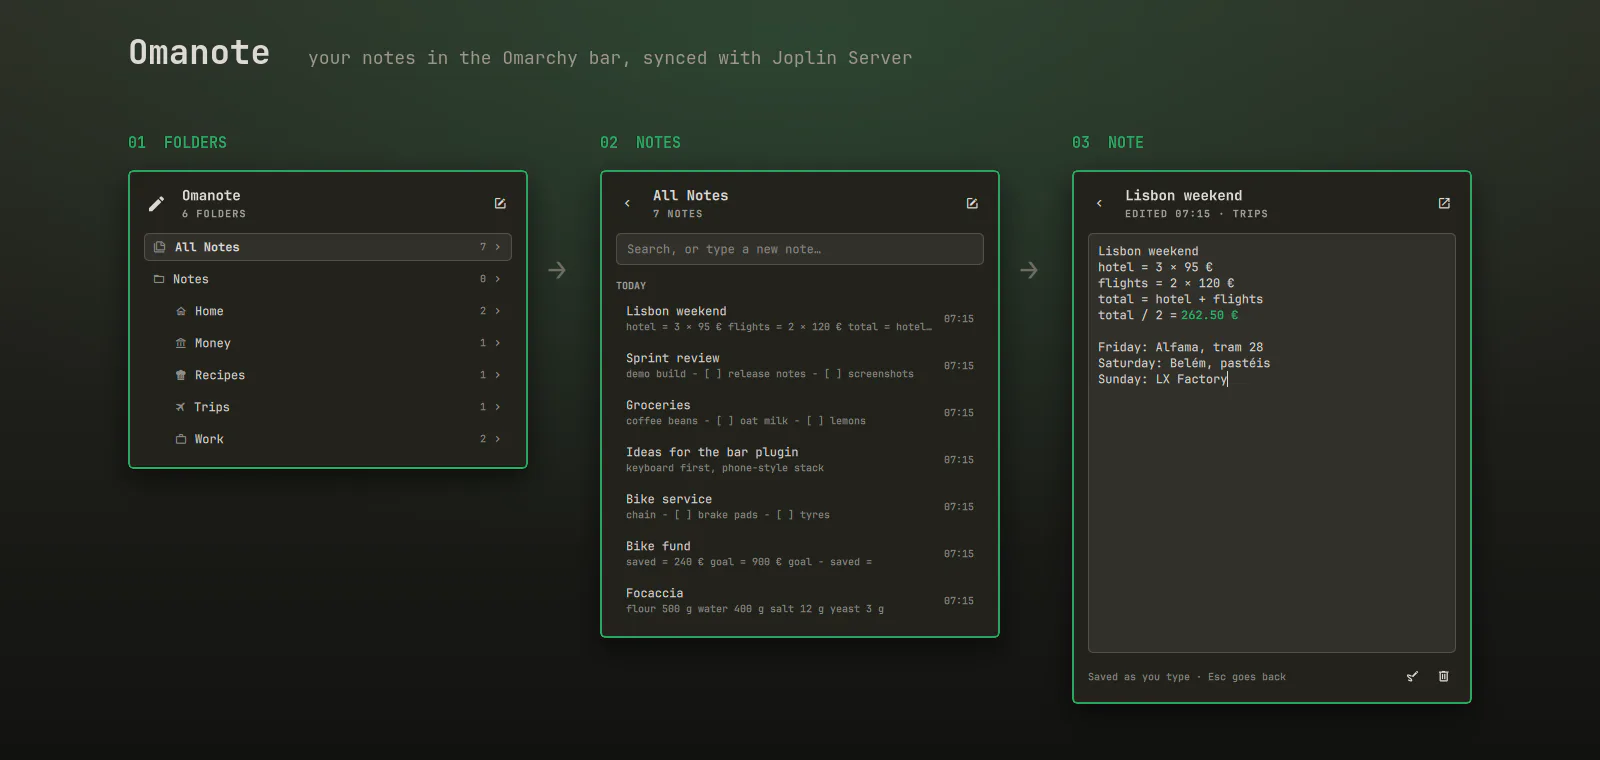 Omanote
your notes in the Omarchy bar, synced with Joplin Server
01 FOLDERS
Omanote
6 FOLDERS
All Notes 7 >
Notes 0 >
Home 2 >
Money 1 >
Recipes 1 >
Trips 1 >
Work 2 >
→
02 NOTES
< All Notes
7 NOTES
Search, or type a new note…
TODAY
Lisbon weekend 07:15
hotel = 3 × 95 € flights = 2 × 120 € total = hotel…
Sprint review 07:15
demo build - [ ] release notes - [ ] screenshots
Groceries 07:15
coffee beans - [ ] oat milk - [ ] lemons
Ideas for the bar plugin 07:15
keyboard first, phone-style stack
Bike service 07:15
chain - [ ] brake pads - [ ] tyres
Bike fund 07:15
saved = 240 € goal = 900 € goal - saved =
Focaccia 07:15
flour 500 g water 400 g salt 12 g yeast 3 g
→
03 NOTE
< Lisbon weekend
EDITED 07:15 · TRIPS
Lisbon weekend
hotel = 3 × 95 €
flights = 2 × 120 €
total = hotel + flights
total / 2 = 262.50 €
Friday: Alfama, tram 28
Saturday: Belém, pastéis
Sunday: LX Factory
Saved as you type · Esc goes back